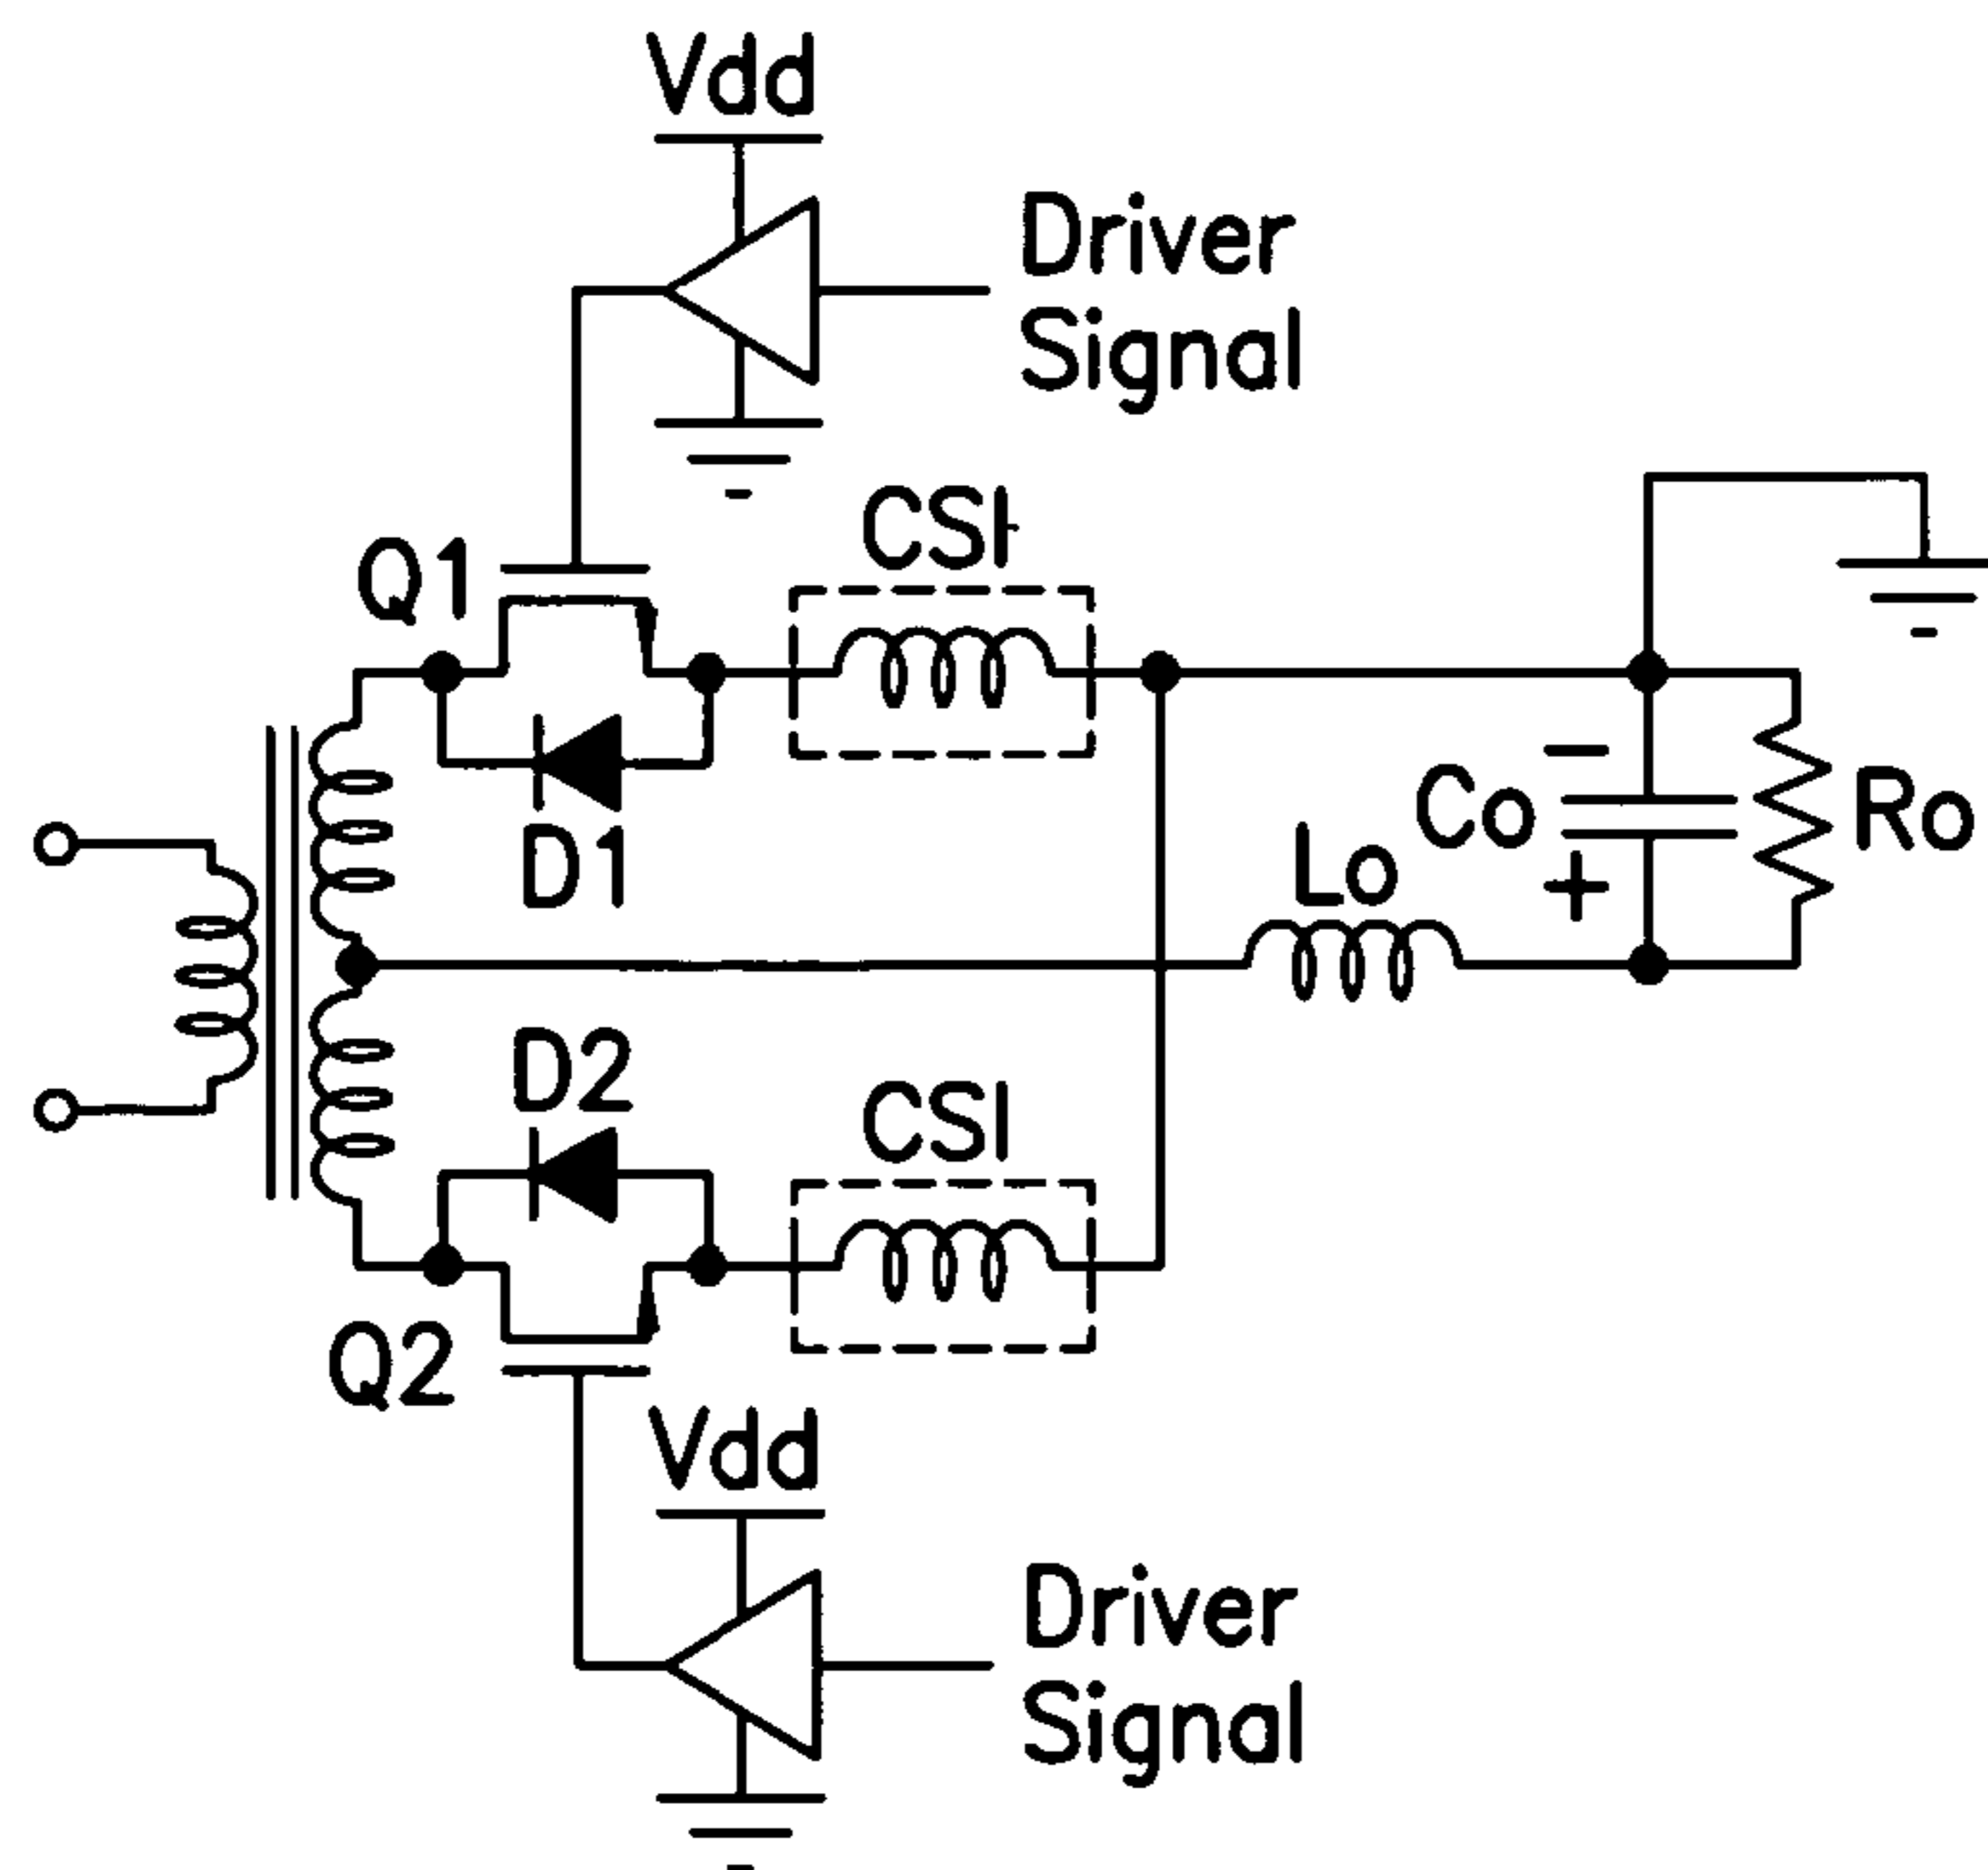 Vdd
Driver
Signal
CSI
Q1
D1
Co
−
+
Ro
Lo
D2
CSI
Q2
Vdd
Driver
Signal